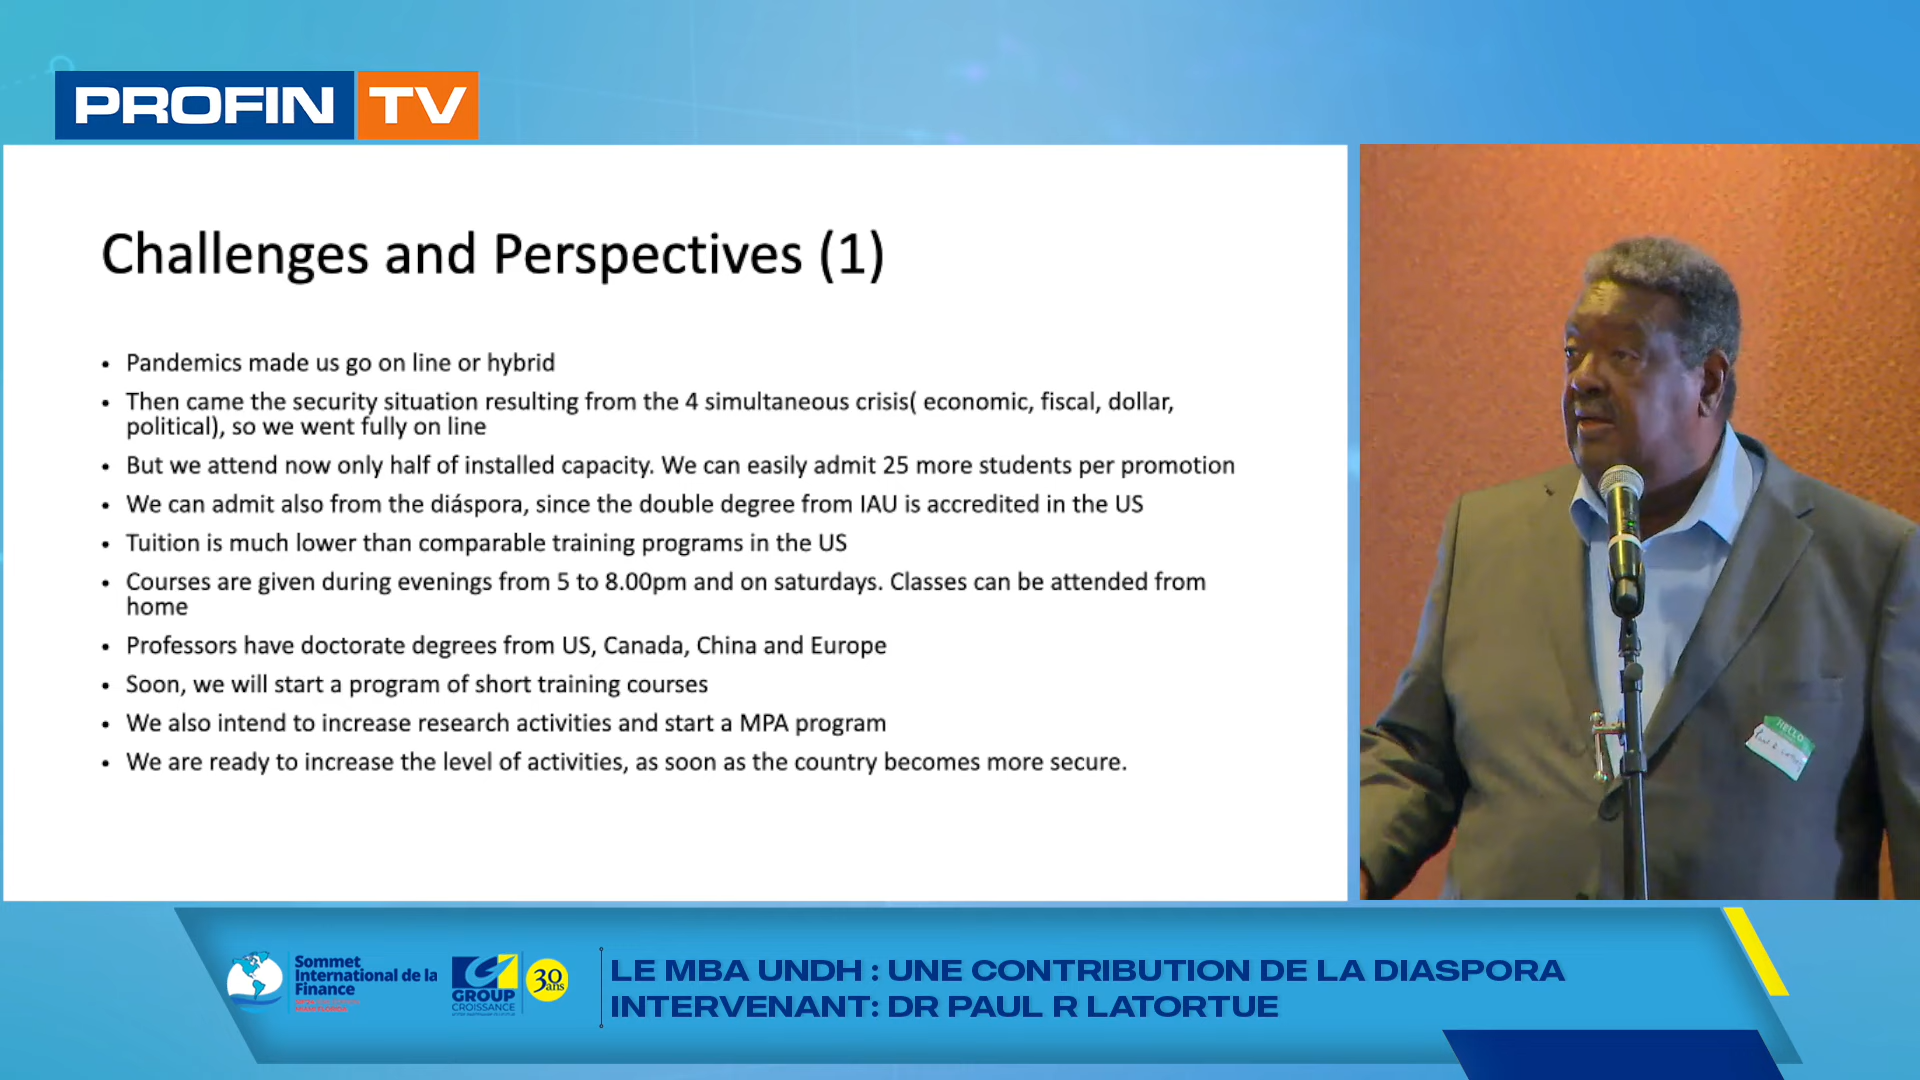 PROFIN TV
Challenges and Perspectives (1)
• Pandemics made us go on line or hybrid
• Then came the security situation resulting from the 4 simultaneous crisis( economic, fiscal, dollar,
political), so we went fully on line
• But we attend now only half of installed capacity. We can easily admit 25 more students per promotion
• We can admit also from the diáspora, since the double degree from IAU is accredited in the US
• Tuition is much lower than comparable training programs in the US
• Courses are given during evenings from 5 to 8.00pm and on saturdays. Classes can be attended from
home
• Professors have doctorate degrees from US, Canada, China and Europe
• Soon, we will start a program of short training courses
• We also intend to increase research activities and start a MPA program
• We are ready to increase the level of activities, as soon as the country becomes more secure.
HELLO
Sommet
International de la
Finance
GROUP
CROISSANCE
30
ans
LE MBA UNDH : UNE CONTRIBUTION DE LA DIASPORA
INTERVENANT: DR PAUL R LATORTUE